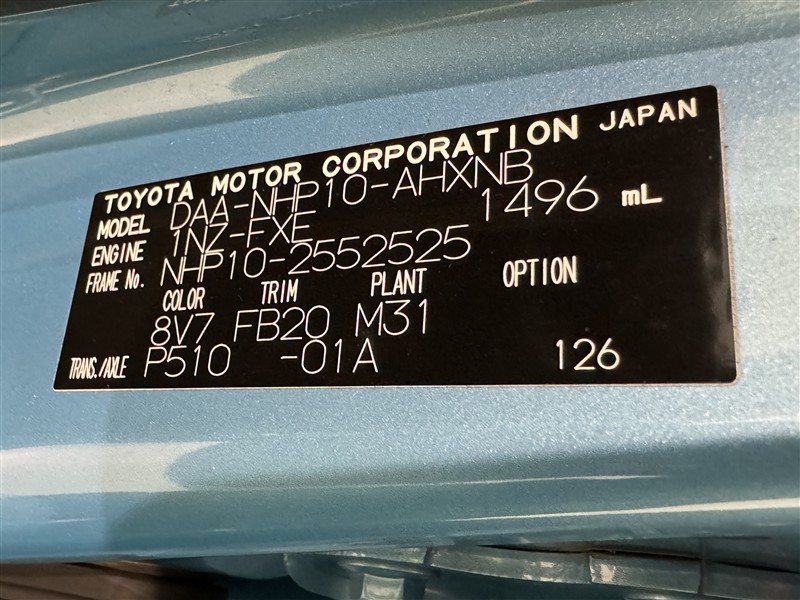 TOYOTA MOTOR CORPORATION JAPAN
MODEL DAA-NHP10-AHXNB
ENGINE 1NZ-FXE 1496 mL
FRAME No. NHP10-2552525
COLOR TRIM PLANT OPTION
8V7 FB20 M31
TRANS./AXLE P510 -01A 126